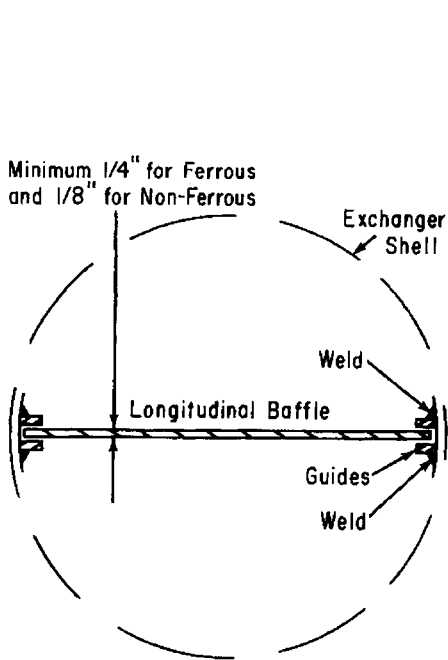 Minimum 1/4" for Ferrous
and 1/8" for Non-Ferrous
Exchanger
Shell
Weld
Longitudinal Baffle
Guides
Weld